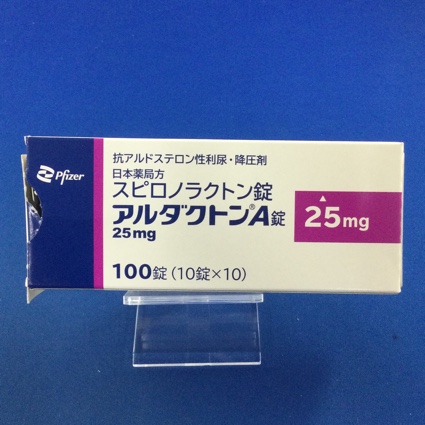 Pfizer
抗アルドステロン性利尿・降圧剤
日本薬局方
スピロノラクトン錠
アルダクトン®A錠
25mg
▲
25mg
100錠(10錠×10)